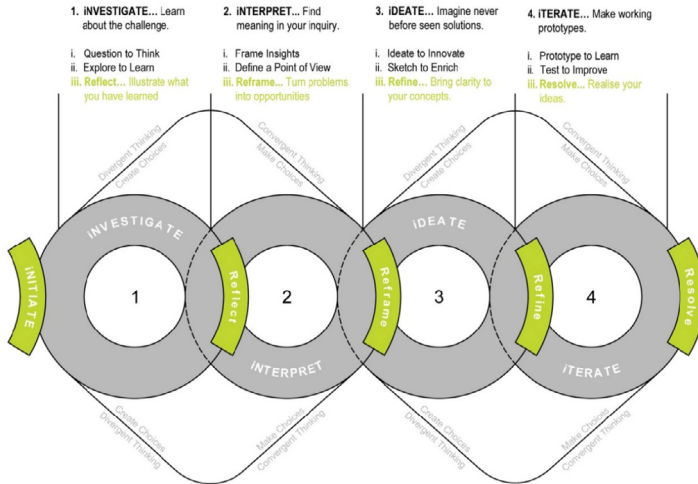 1. iNVESTIGATE... Learn
about the challenge.
i. Question to Think
ii. Explore to Learn
iii. Reflect... Illustrate what
you have learned
2. iNTERPRET... Find
meaning in your inquiry.
i. Frame Insights
ii. Define a Point of View
iii. Reframe... Turn problems
into opportunities
3. iDEATE... Imagine never
before seen solutions.
i. Ideate to Innovate
ii. Sketch to Enrich
iii. Refine... Bring clarity to
your concepts.
4. iTERATE... Make working
prototypes.
i. Prototype to Learn
ii. Test to Improve
iii. Resolve... Realise your
ideas.
Divergent Thinking
Create Choices
Convergent Thinking
Make Choices
Divergent Thinking
Create Choices
Convergent Thinking
Make Choices
iNITIATE
iNVESTIGATE
1
Reflect
2
iNTERPRET
Reframe
iDEATE
3
Refine
4
iTERATE
Resolve
Create Choices
Divergent Thinking
Make Choices
Convergent Thinking
Create Choices
Divergent Thinking
Make Choices
Convergent Thinking